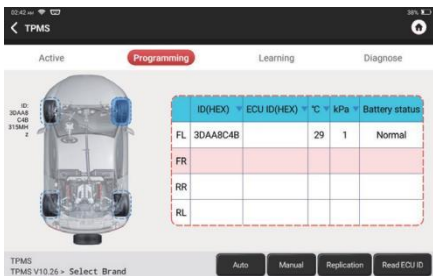 02:42 AM 38%
TPMS
Active Programming Learning Diagnose
ID:
3DAA8
C4B
315MH
z
ID(HEX) ECU ID(HEX) °C kPa Battery status
FL 3DAA8C4B 29 1 Normal
FR
RR
RL
TPMS
TPMS V10.26 > Select Brand
Auto Manual Replication Read ECU ID